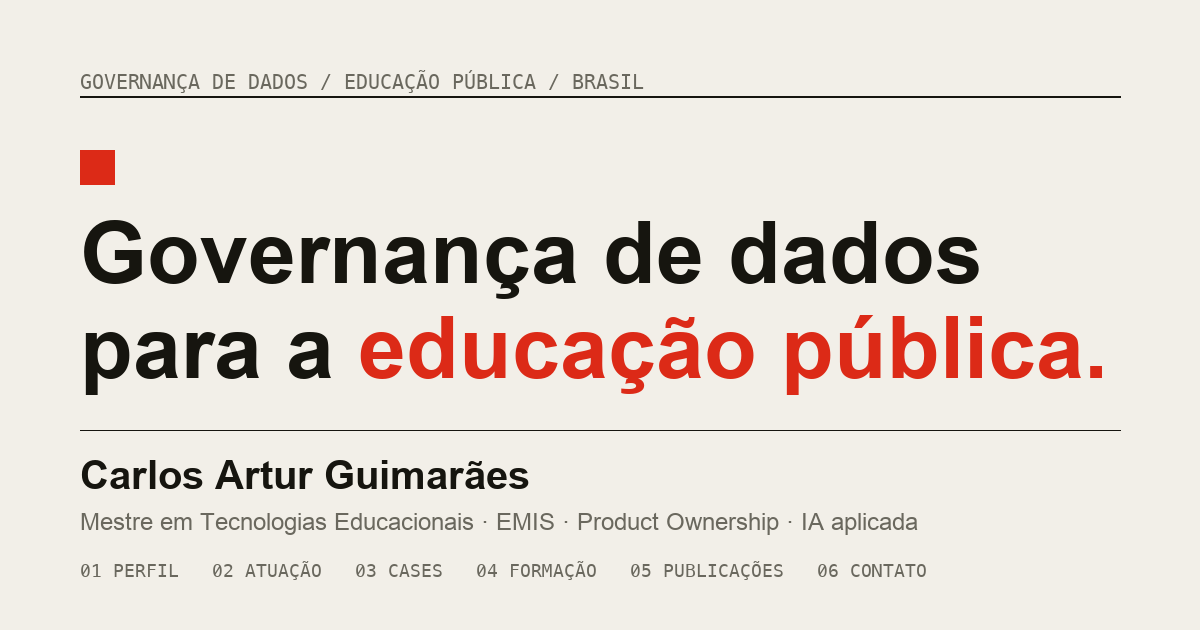 GOVERNANÇA DE DADOS / EDUCAÇÃO PÚBLICA / BRASIL
Governança de dados
para a educação pública.
Carlos Artur Guimarães
Mestre em Tecnologias Educacionais · EMIS · Product Ownership · IA aplicada
01 PERFIL 02 ATUAÇÃO 03 CASES 04 FORMAÇÃO 05 PUBLICAÇÕES 06 CONTATO